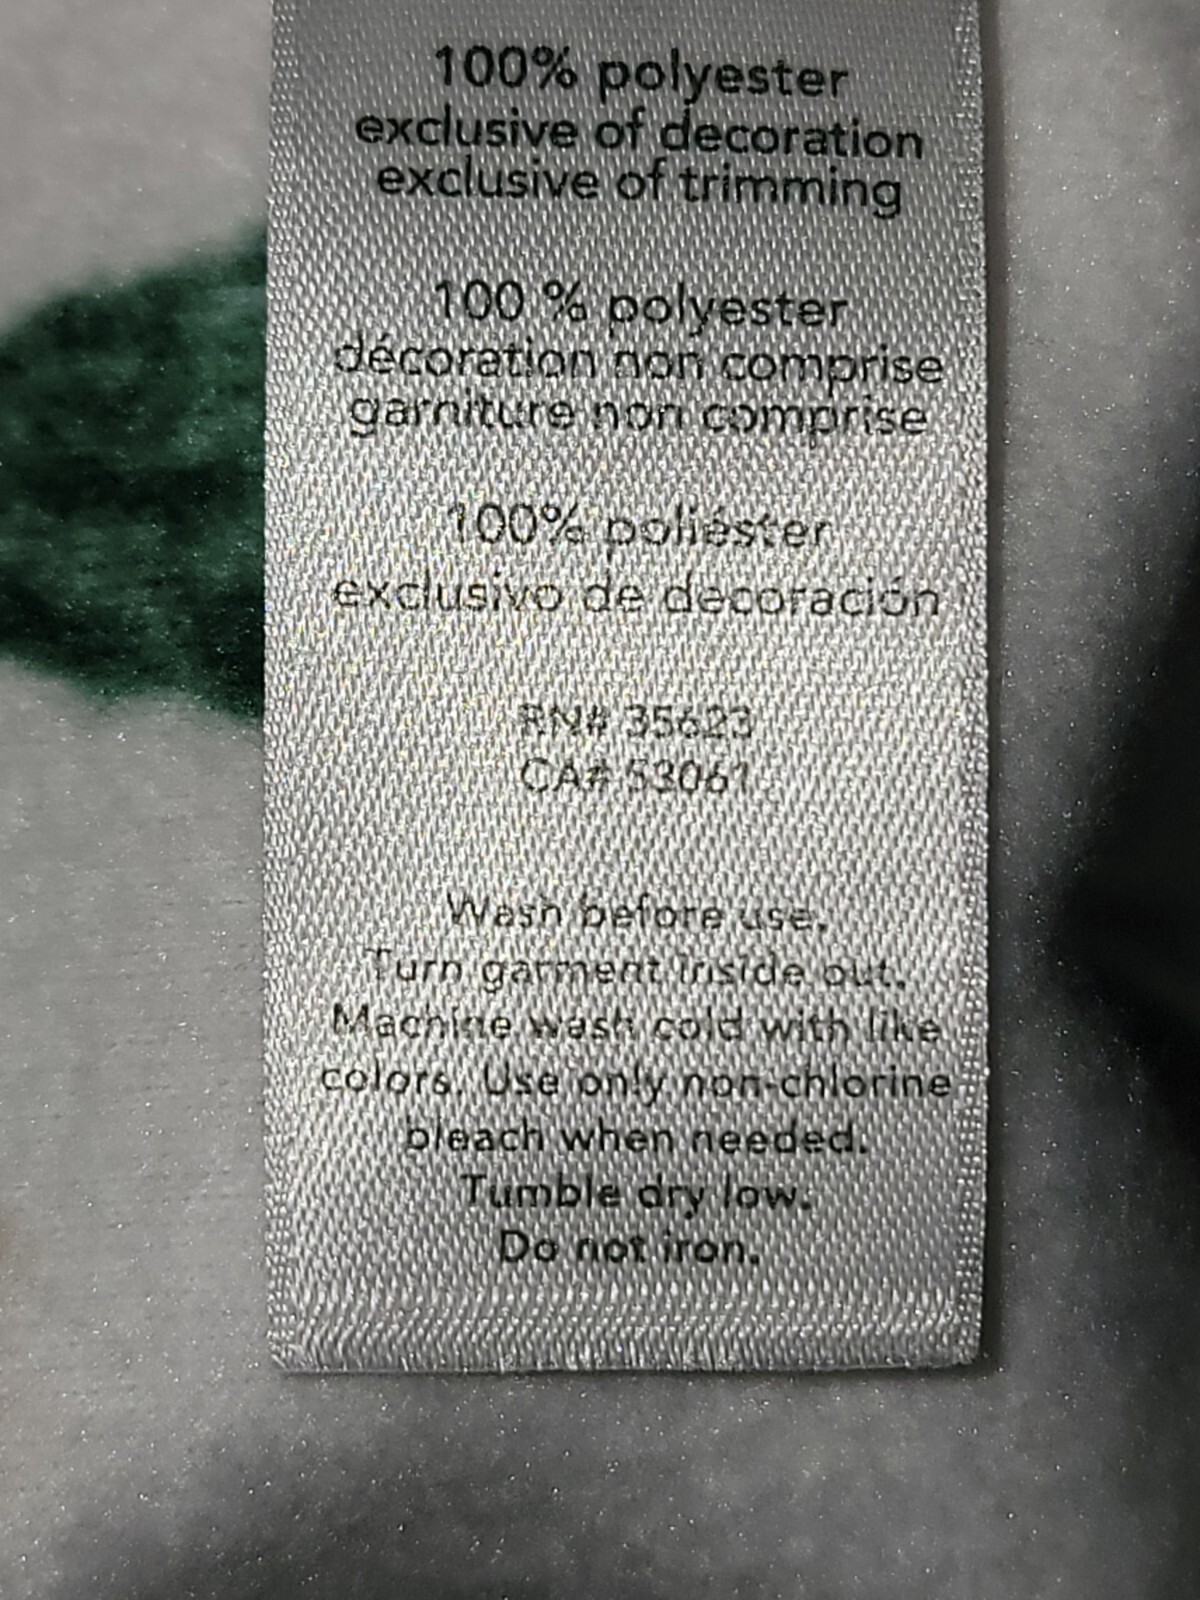 100% polyester
exclusive of decoration
exclusive of trimming
100 % polyester
décoration non comprise
garniture non comprise
100% poliéster
exclusivo de decoración
RN# 35623
CA# 53061
Wash before use.
Turn garment inside out.
Machine wash cold with like
colors. Use only non-chlorine
bleach when needed.
Tumble dry low.
Do not iron.